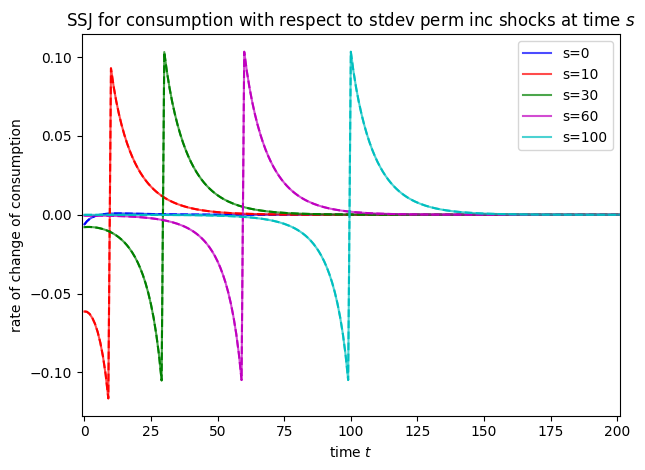 SSJ for consumption with respect to stdev perm inc shocks at time s
rate of change of consumption
0.10
0.05
0.00
−0.05
−0.10
s=0
s=10
s=30
s=60
s=100
0 25 50 75 100 125 150 175 200
time t